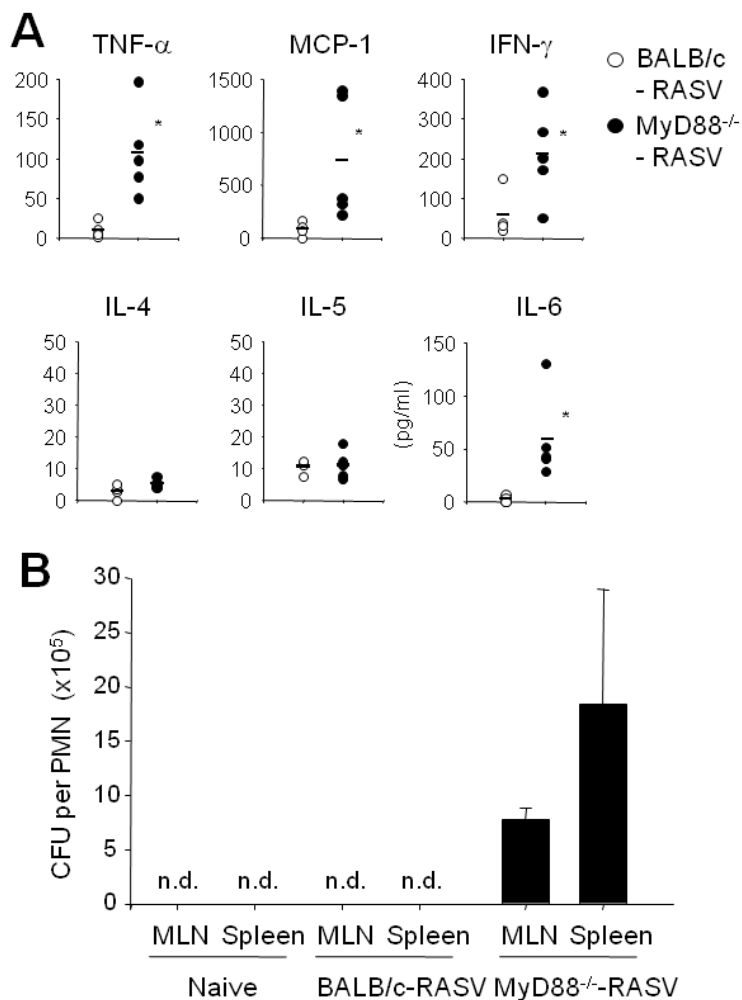 A
TNF-α
MCP-1
IFN-γ
BALB/c
- RASV
MyD88-/-
- RASV
200
150
100
50
0
*
1500
1000
500
0
*
400
300
200
100
0
*
IL-4
IL-5
IL-6
50
40
30
20
10
0
50
40
30
20
10
0
(pg/ml)
150
100
50
0
*
B
CFU per PMN (x10⁵)
30
25
20
15
10
5
0
n.d. n.d. n.d. n.d.
MLN Spleen MLN Spleen MLN Spleen
Naive BALB/c-RASV MyD88-/--RASV